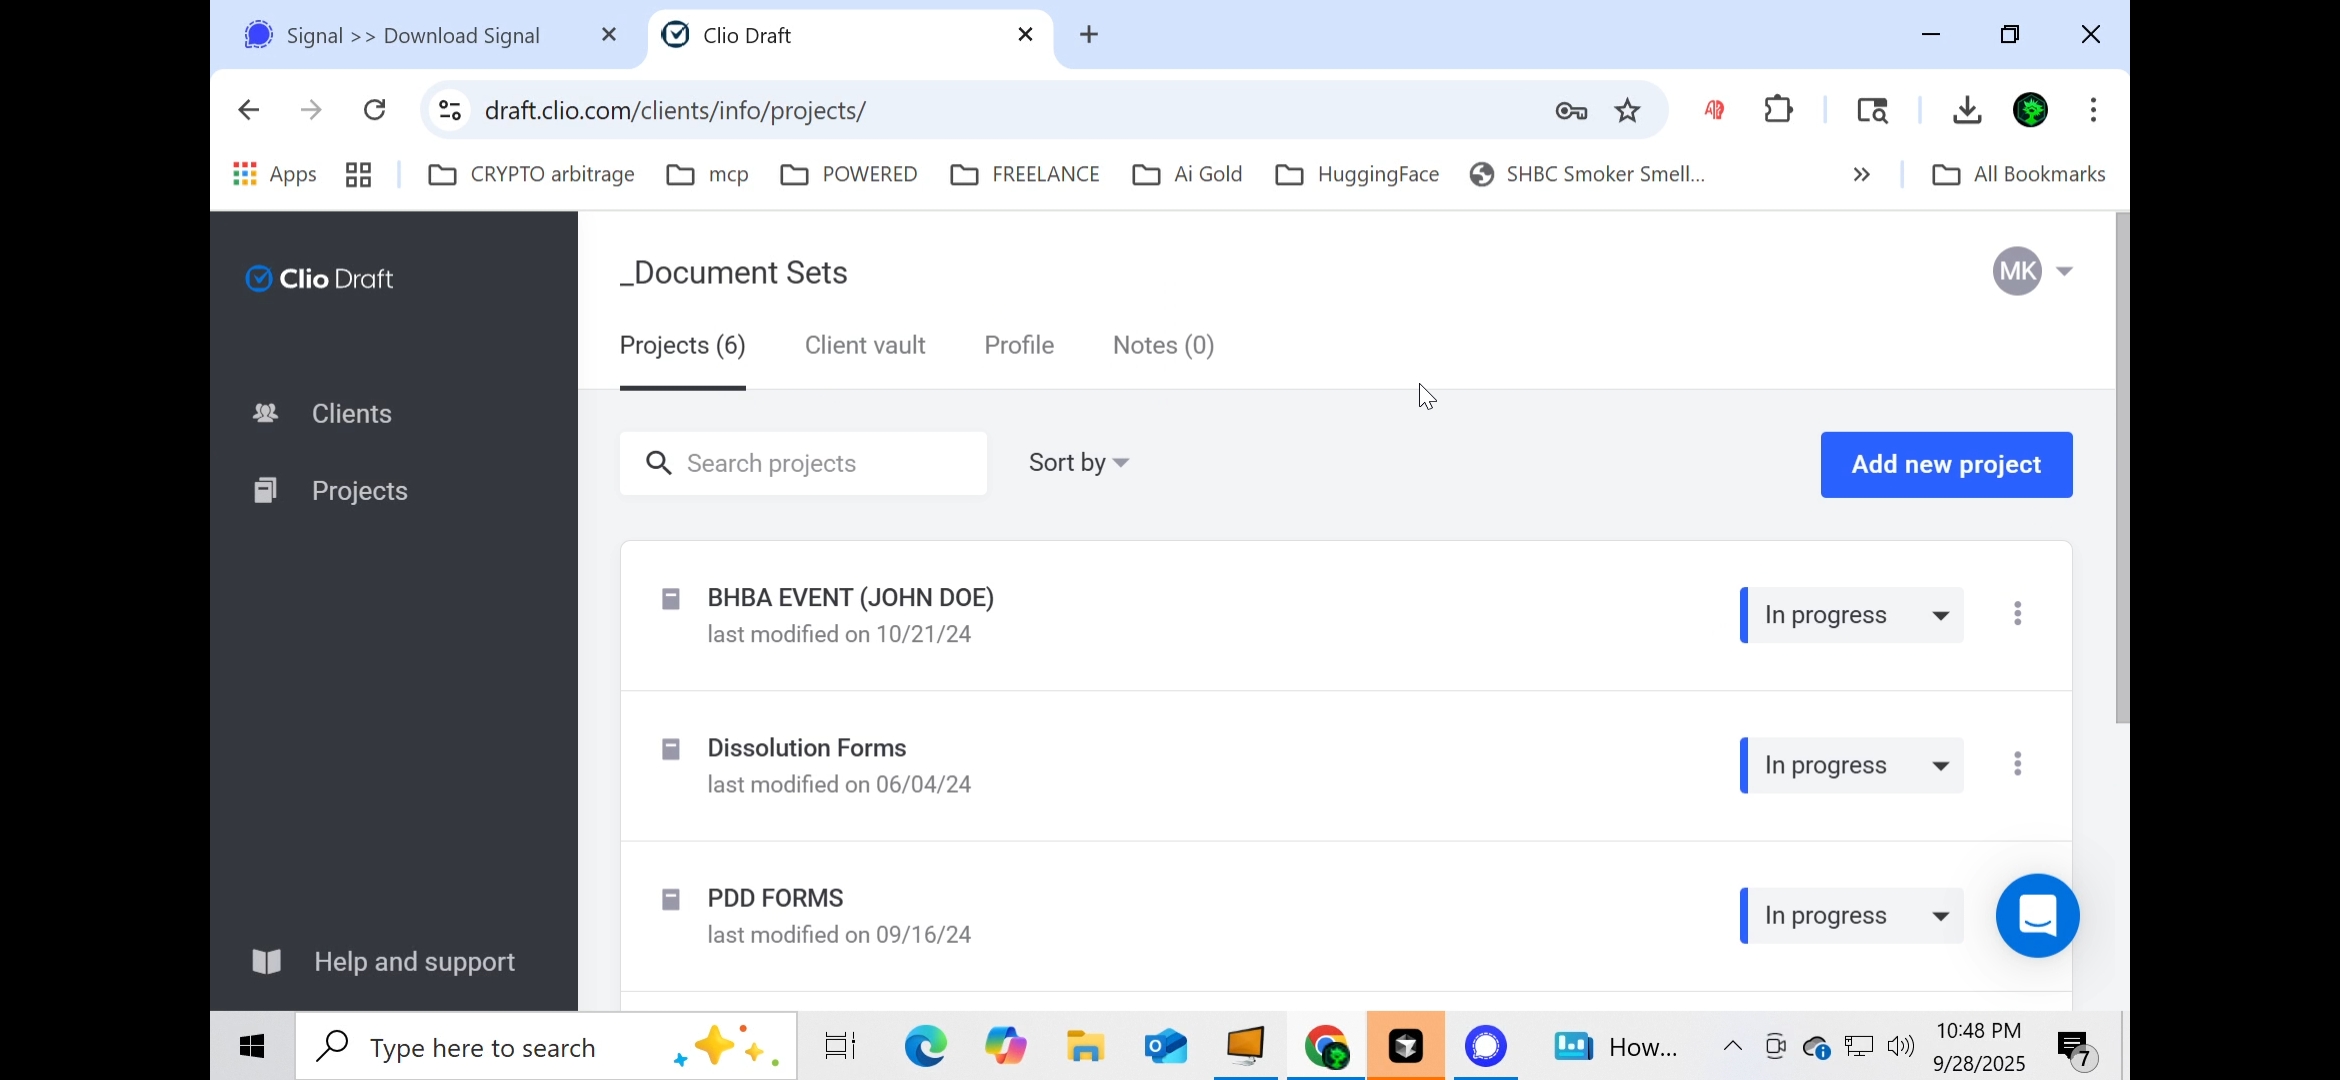 Signal >> Download Signal
Clio Draft
draft.clio.com/clients/info/projects/
Apps
CRYPTO arbitrage
mcp
POWERED
FREELANCE
Ai Gold
HuggingFace
SHBC Smoker Smell...
All Bookmarks
Clio Draft
Clients
Projects
Help and support
_Document Sets
MK
Projects (6)
Client vault
Profile
Notes (0)
Search projects
Sort by
Add new project
BHBA EVENT (JOHN DOE)
last modified on 10/21/24
In progress
Dissolution Forms
last modified on 06/04/24
In progress
PDD FORMS
last modified on 09/16/24
In progress
Type here to search
How...
10:48 PM
9/28/2025
7